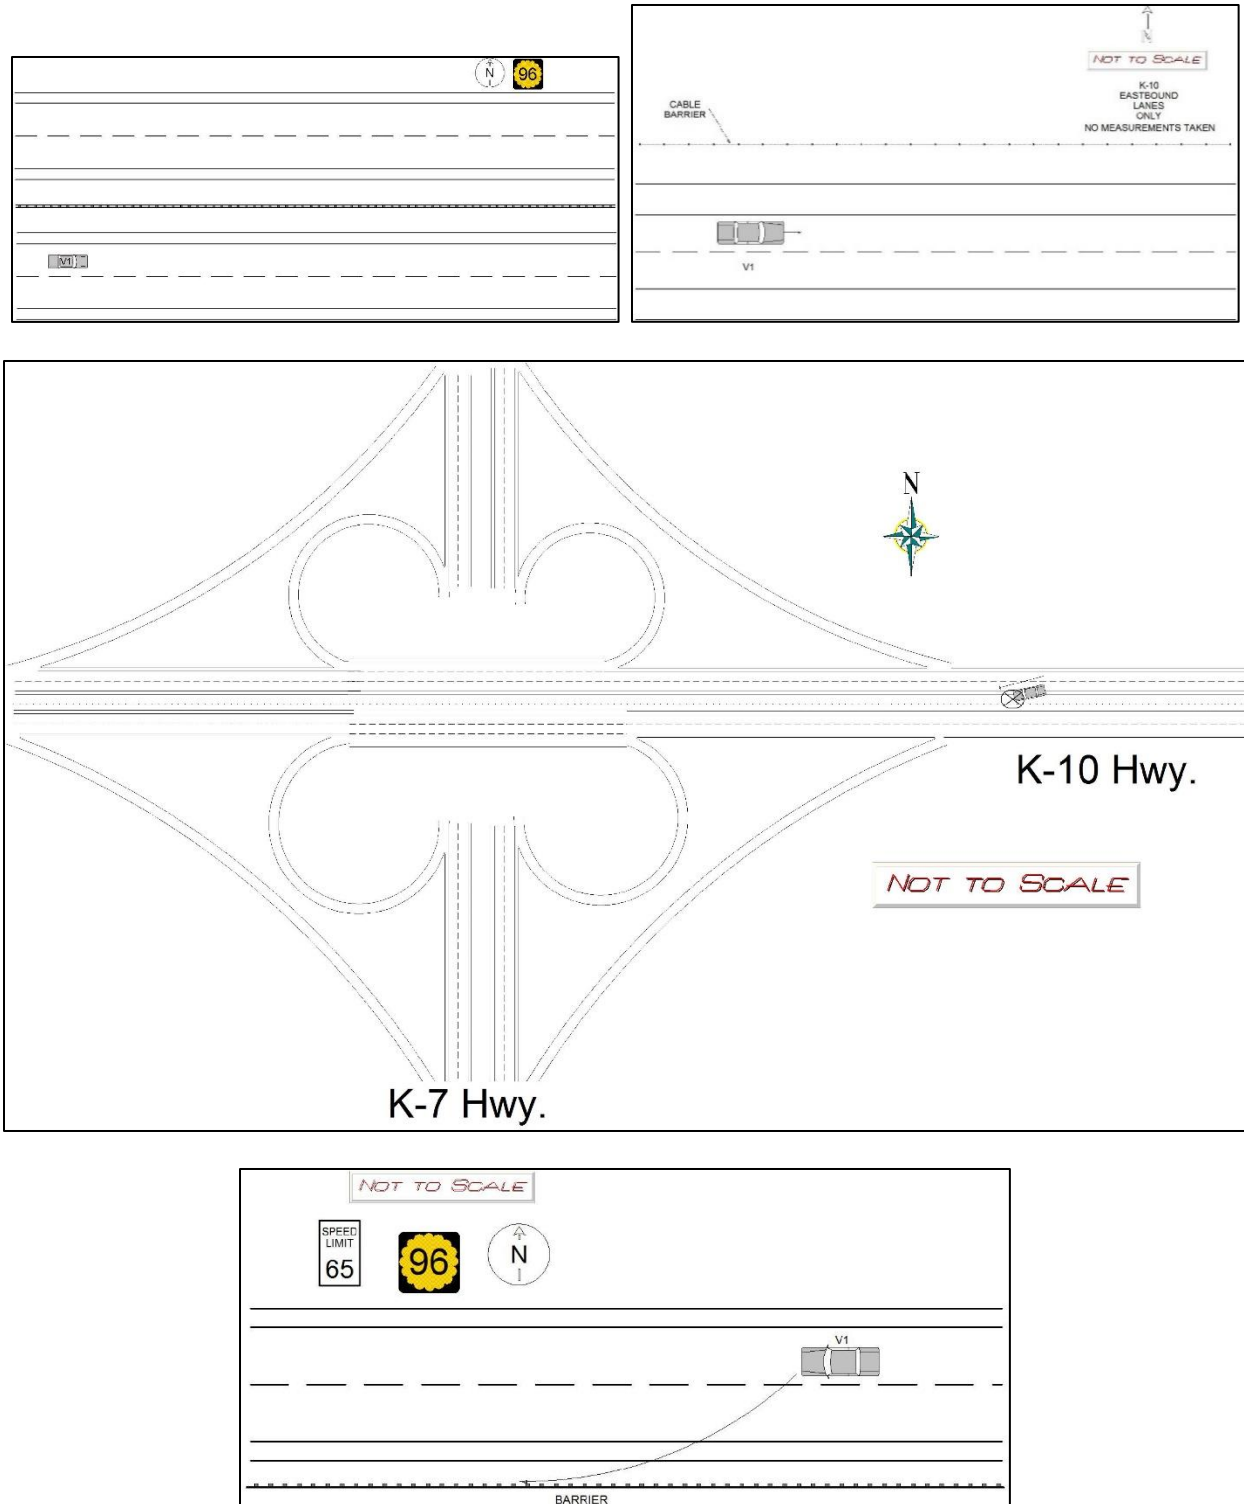 N
96
V1
N
NOT TO SCALE
K-10
EASTBOUND
LANES
ONLY
NO MEASUREMENTS TAKEN
CABLE
BARRIER
V1
N
K-10 Hwy.
NOT TO SCALE
K-7 Hwy.
NOT TO SCALE
SPEED
LIMIT
65
96
N
V1
BARRIER